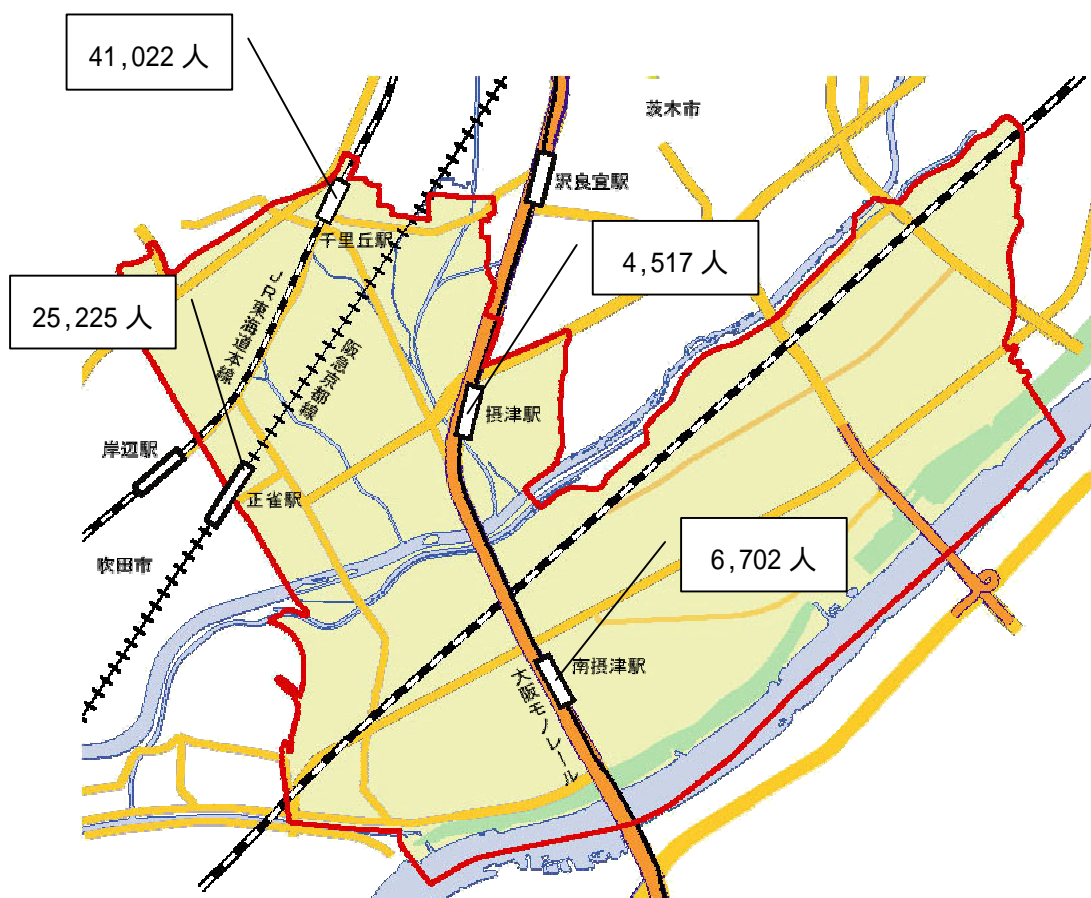 41,022 人
茨木市
沢良宜駅
千里丘駅
4,517 人
25,225 人
JR東海道本線
阪急京都線
摂津駅
岸辺駅
正雀駅
吹田市
6,702 人
南摂津駅
大阪モノレール